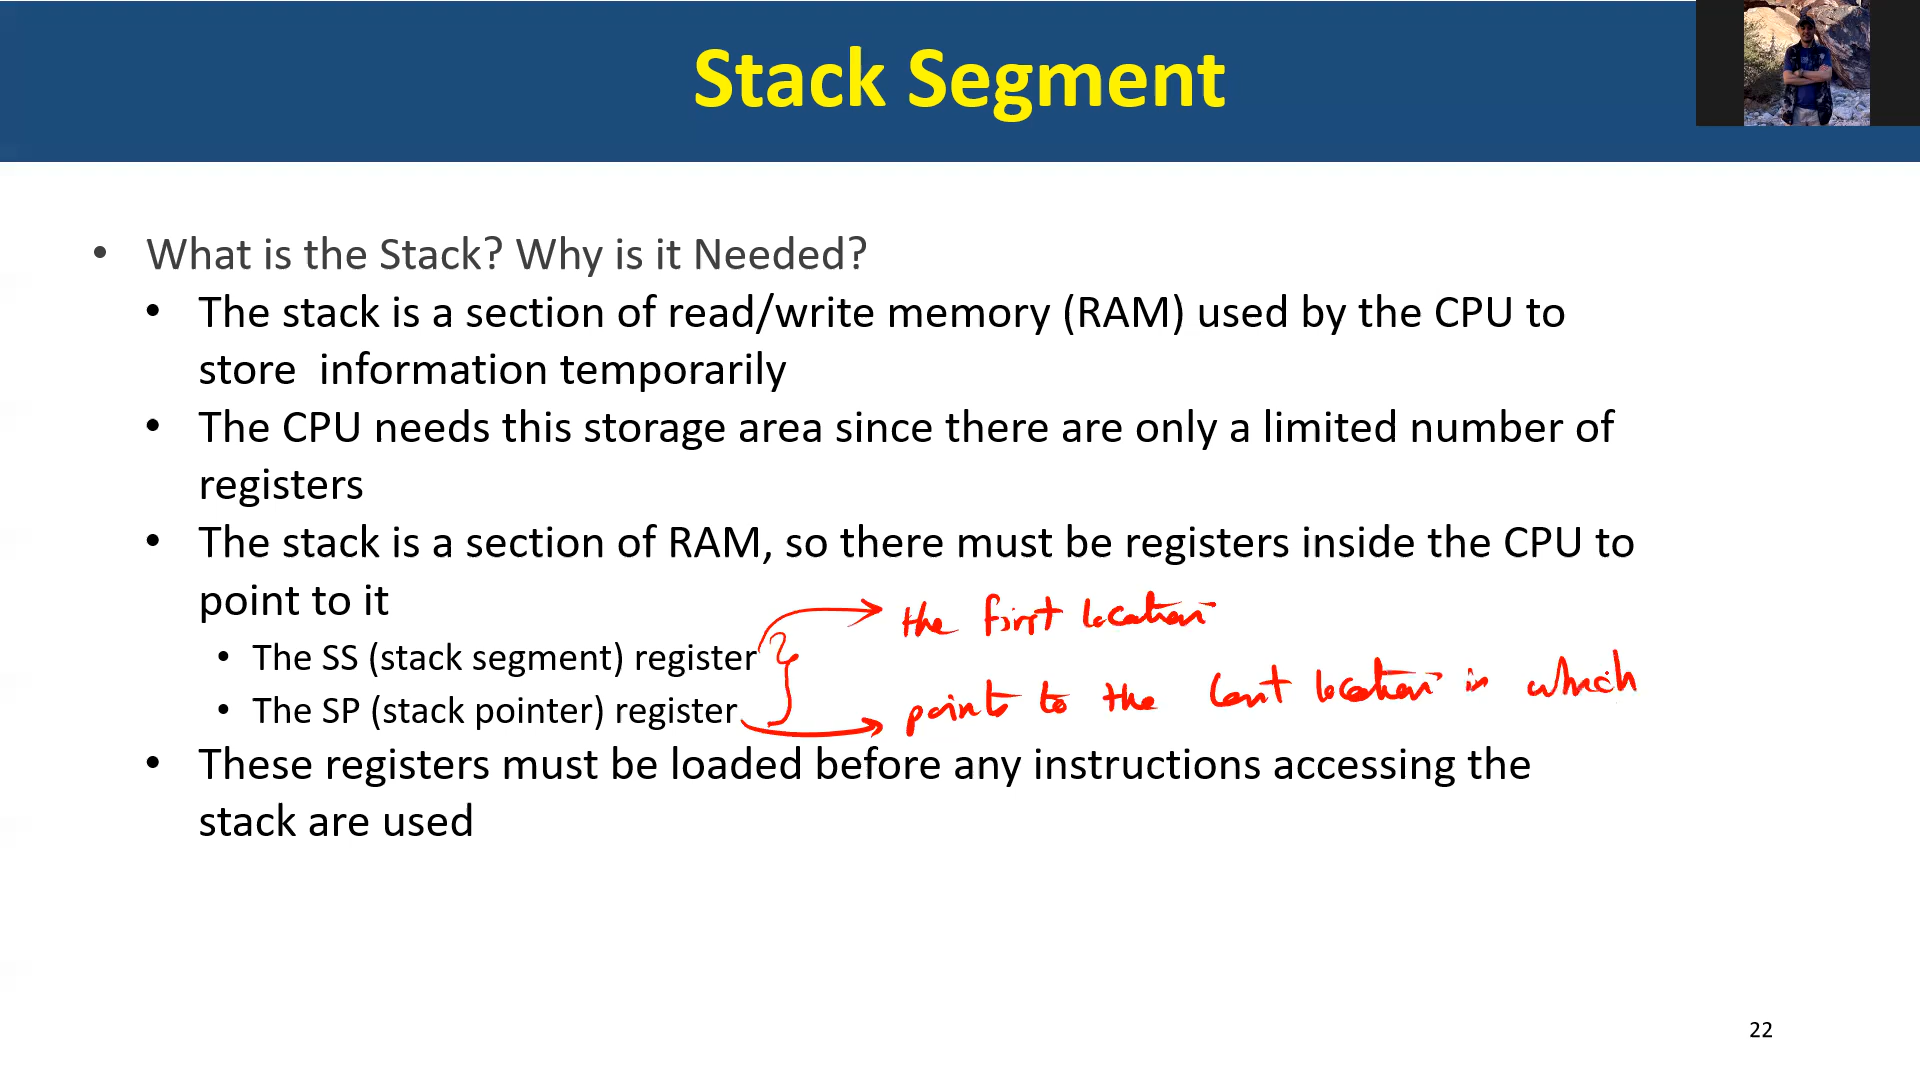 Stack Segment
• What is the Stack? Why is it Needed?
• The stack is a section of read/write memory (RAM) used by the CPU to
store information temporarily
• The CPU needs this storage area since there are only a limited number of
registers
• The stack is a section of RAM, so there must be registers inside the CPU to
point to it
the first location
• The SS (stack segment) register
points to the last location in which
• The SP (stack pointer) register
• These registers must be loaded before any instructions accessing the
stack are used
22